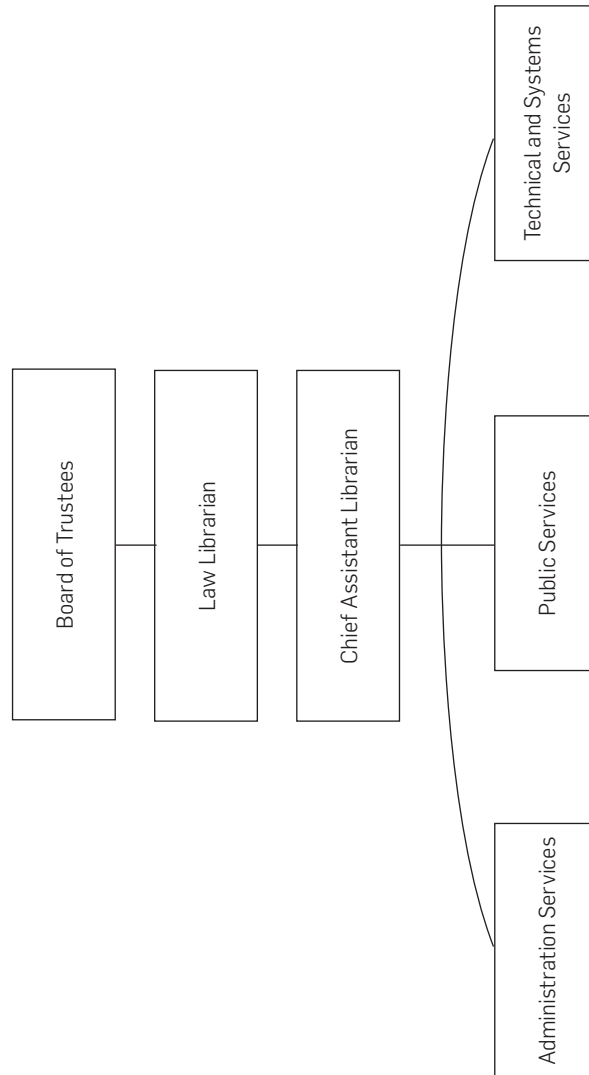 Board of Trustees
Law Librarian
Chief Assistant Librarian
Administration Services
Public Services
Technical and Systems
Services